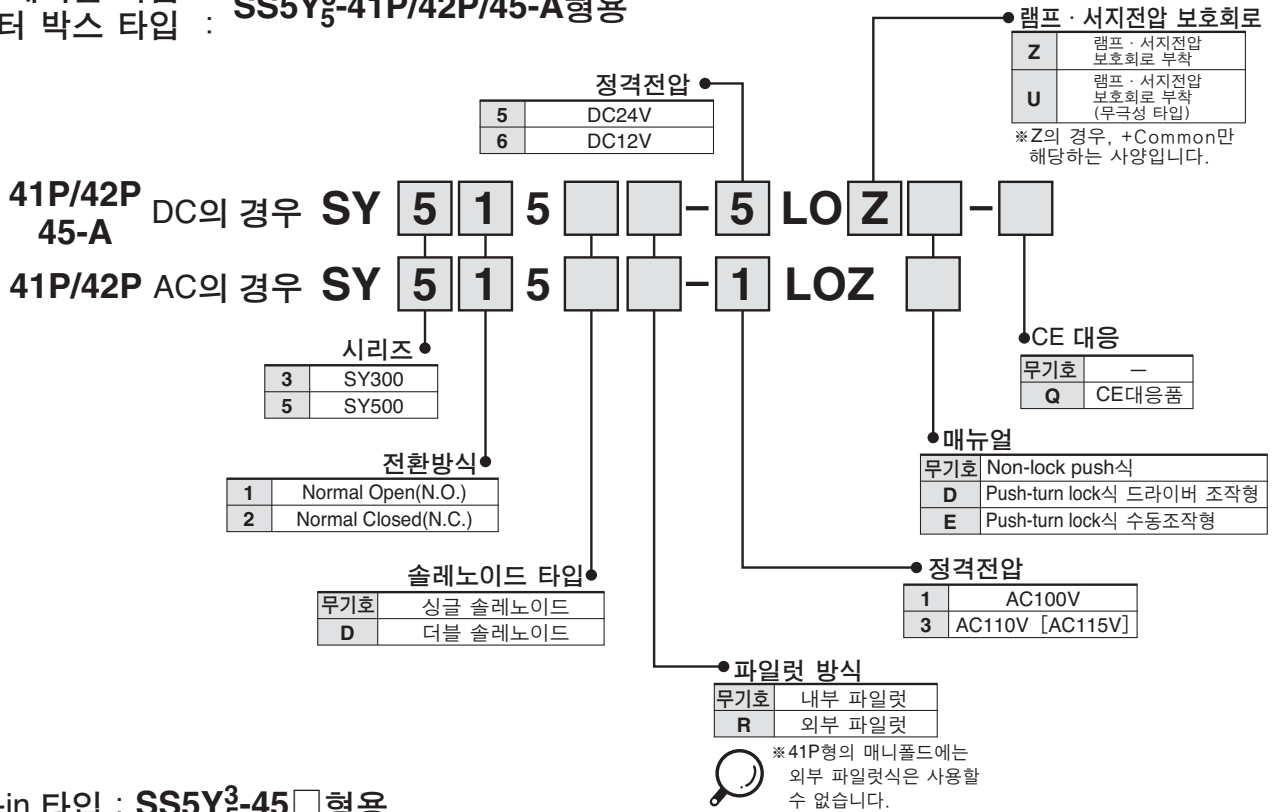 터 박스 타입 : SS5Y5-41P/42P/45-A형용
램프 · 서지전압 보호회로
Z 램프 · 서지전압
보호회로 부착
U 램프 · 서지전압
보호회로 부착
(무극성 타입)
※Z의 경우, +Common만
해당하는 사양입니다.
정격전압
5 DC24V
6 DC12V
41P/42P
45-A
DC의 경우 SY 5 1 5 □ □ – 5 LO Z □ – □
41P/42P AC의 경우 SY 5 1 5 □ □ – 1 LOZ □
시리즈
3 SY300
5 SY500
전환방식
1 Normal Open(N.O.)
2 Normal Closed(N.C.)
솔레노이드 타입
무기호 싱글 솔레노이드
D 더블 솔레노이드
CE 대응
무기호 —
Q CE대응품
매뉴얼
무기호 Non-lock push식
D Push-turn lock식 드라이버 조작형
E Push-turn lock식 수동조작형
정격전압
1 AC100V
3 AC110V [AC115V]
파일럿 방식
무기호 내부 파일럿
R 외부 파일럿
※41P형의 매니폴드에는
외부 파일럿식은 사용할
수 없습니다.
-in 타입 : SS5Y3-45□형용